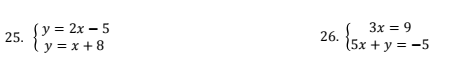 25. { y = 2x – 5
y = x + 8
26. { 3x = 9
5x + y = –5